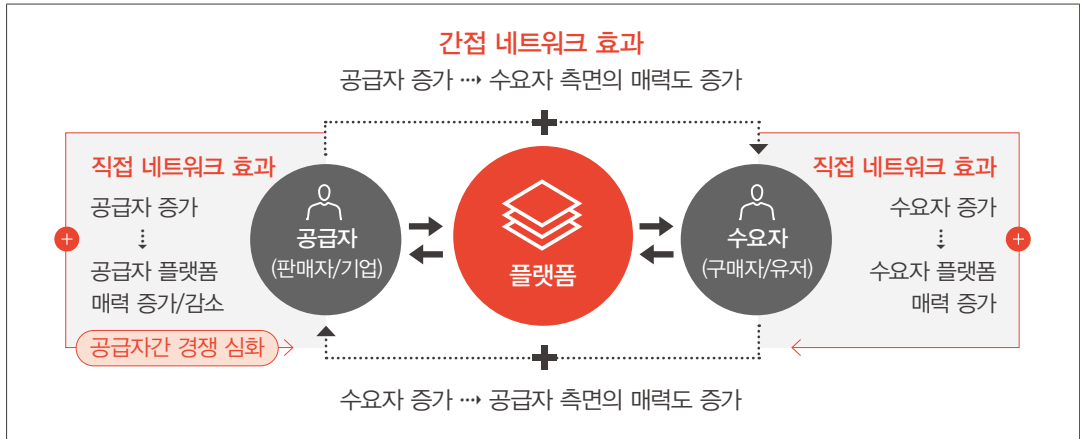 간접 네트워크 효과
공급자 증가 ···→ 수요자 측면의 매력도 증가
+
직접 네트워크 효과
공급자 증가
공급자 플랫폼
매력 증가/감소
+
공급자간 경쟁 심화
공급자
(판매자/기업)
플랫폼
수요자
(구매자/유저)
직접 네트워크 효과
수요자 증가
수요자 플랫폼
매력 증가
+
+
수요자 증가 ···→ 공급자 측면의 매력도 증가